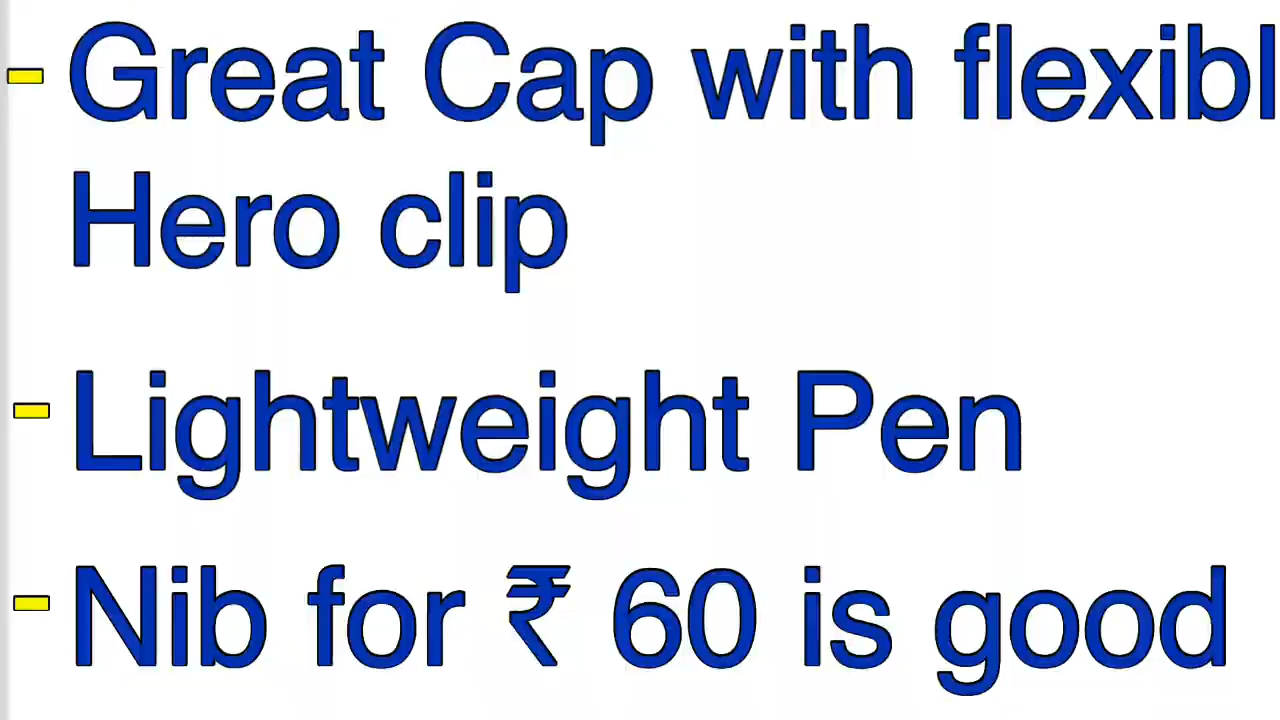 - Great Cap with flexibl
Hero clip
- Lightweight Pen
- Nib for ₹ 60 is good